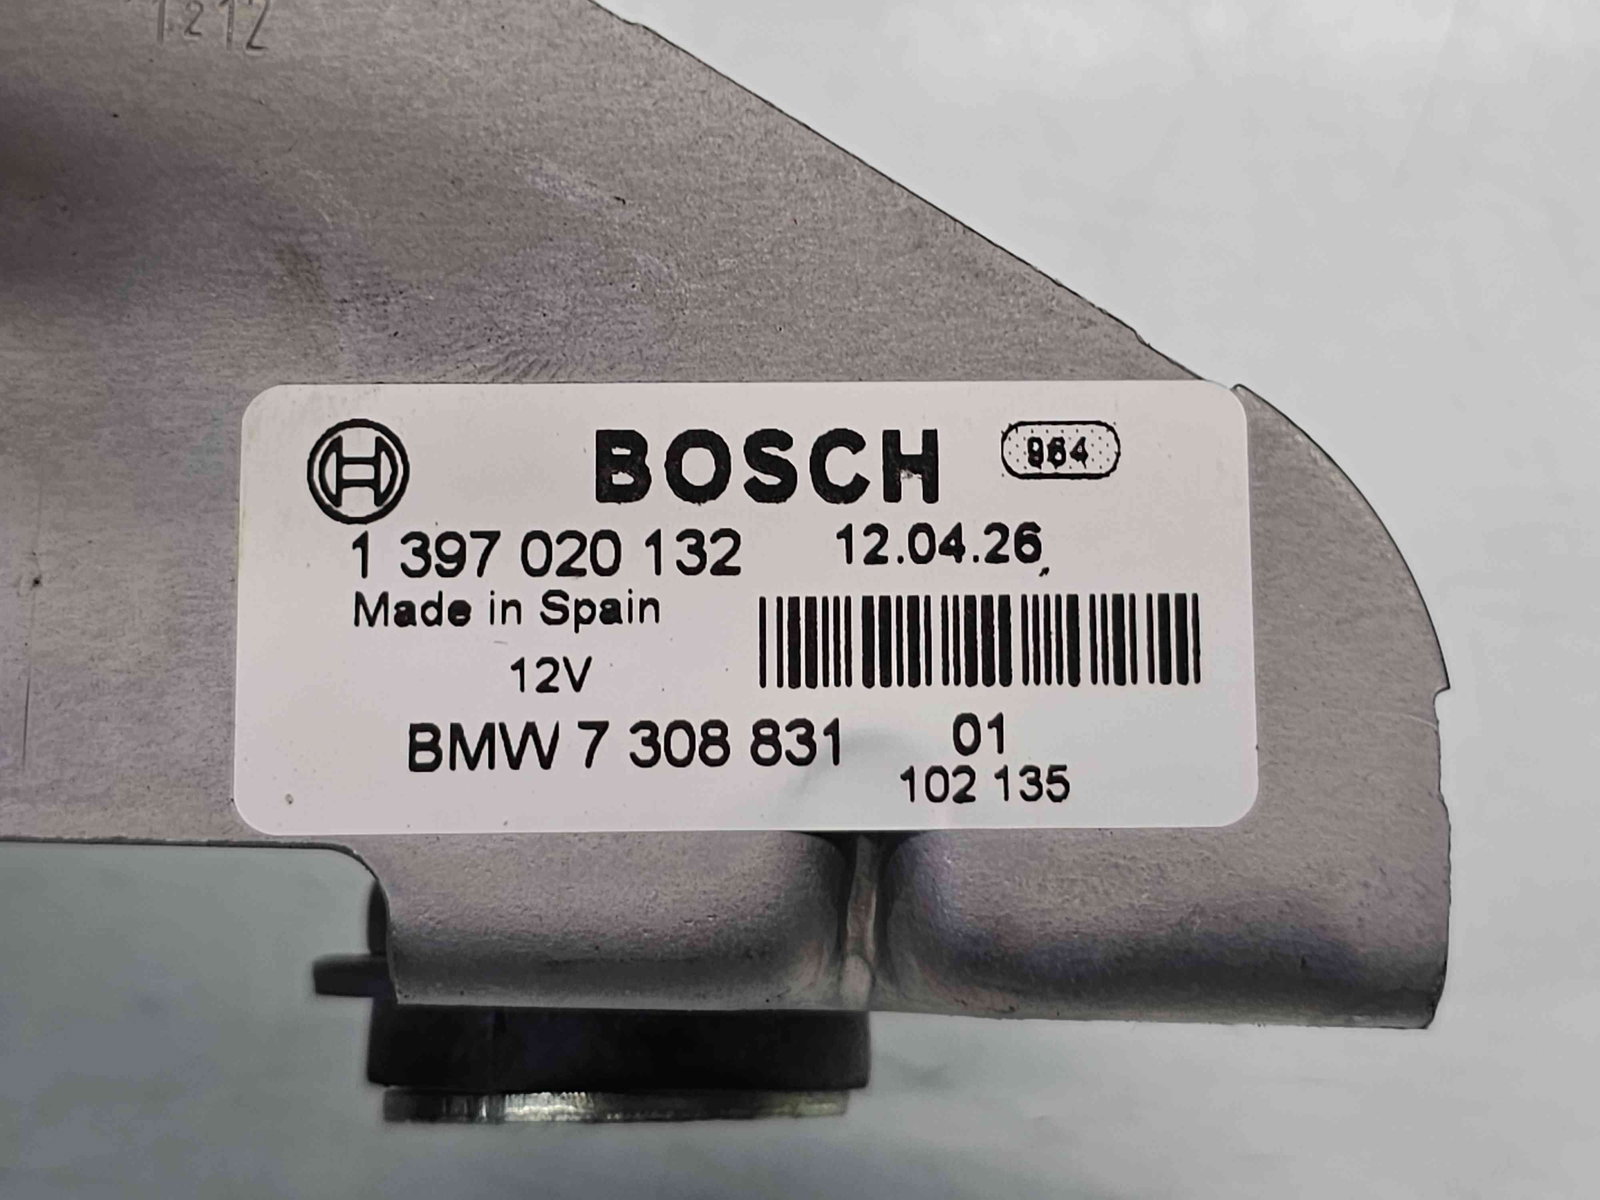 1212
BOSCH 964
1 397 020 132 12.04.26
Made in Spain
12V
BMW 7 308 831 01
102 135